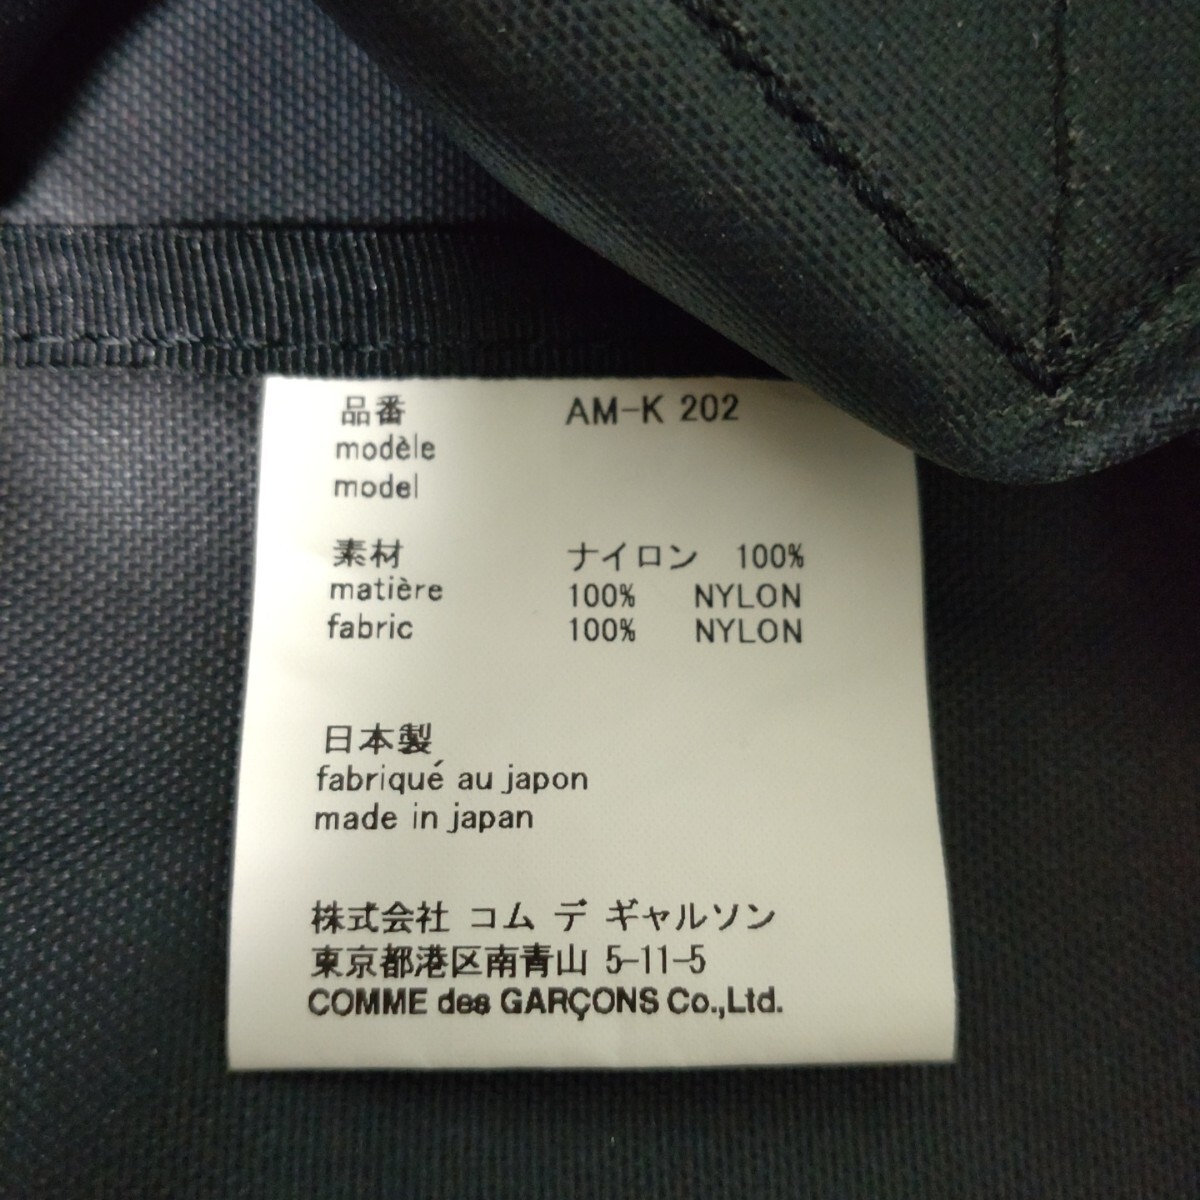 品番 AM-K 202
modèle
model
素材 ナイロン 100%
matière 100% NYLON
fabric 100% NYLON
日本製
fabriqué au japon
made in japan
株式会社 コム デ ギャルソン
東京都港区南青山 5-11-5
COMME des GARÇONS Co.,Ltd.